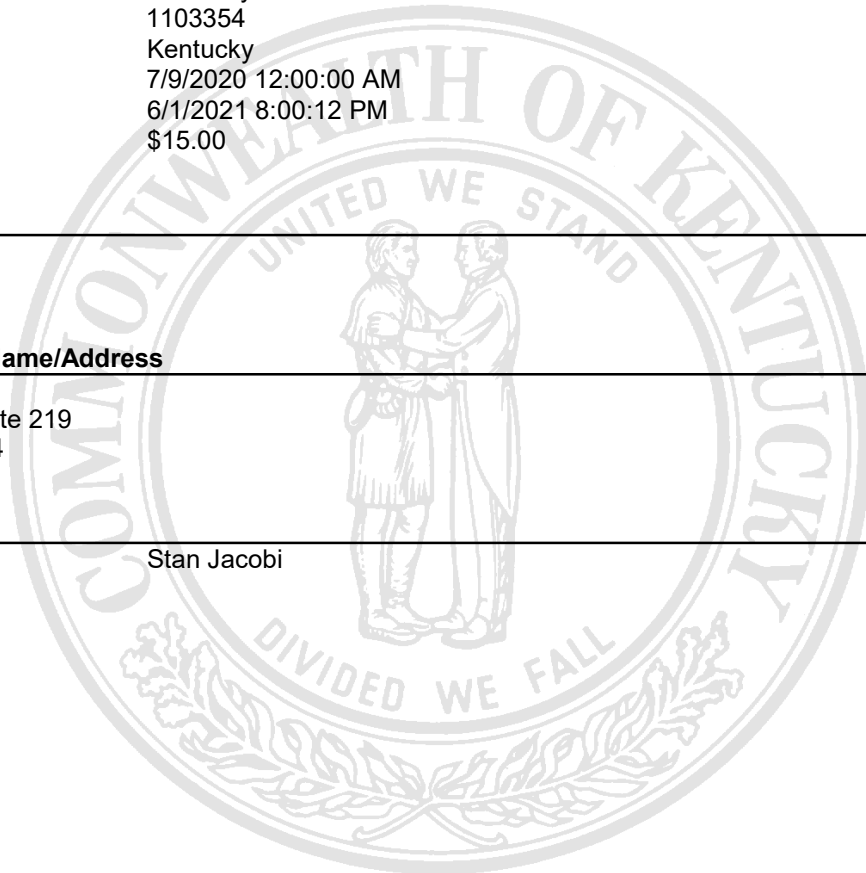 1103354
Kentucky
7/9/2020 12:00:00 AM
6/1/2021 8:00:12 PM
$15.00
ame/Address
te 219
Stan Jacobi
COMMONWEALTH OF KENTUCKY
UNITED WE STAND
DIVIDED WE FALL